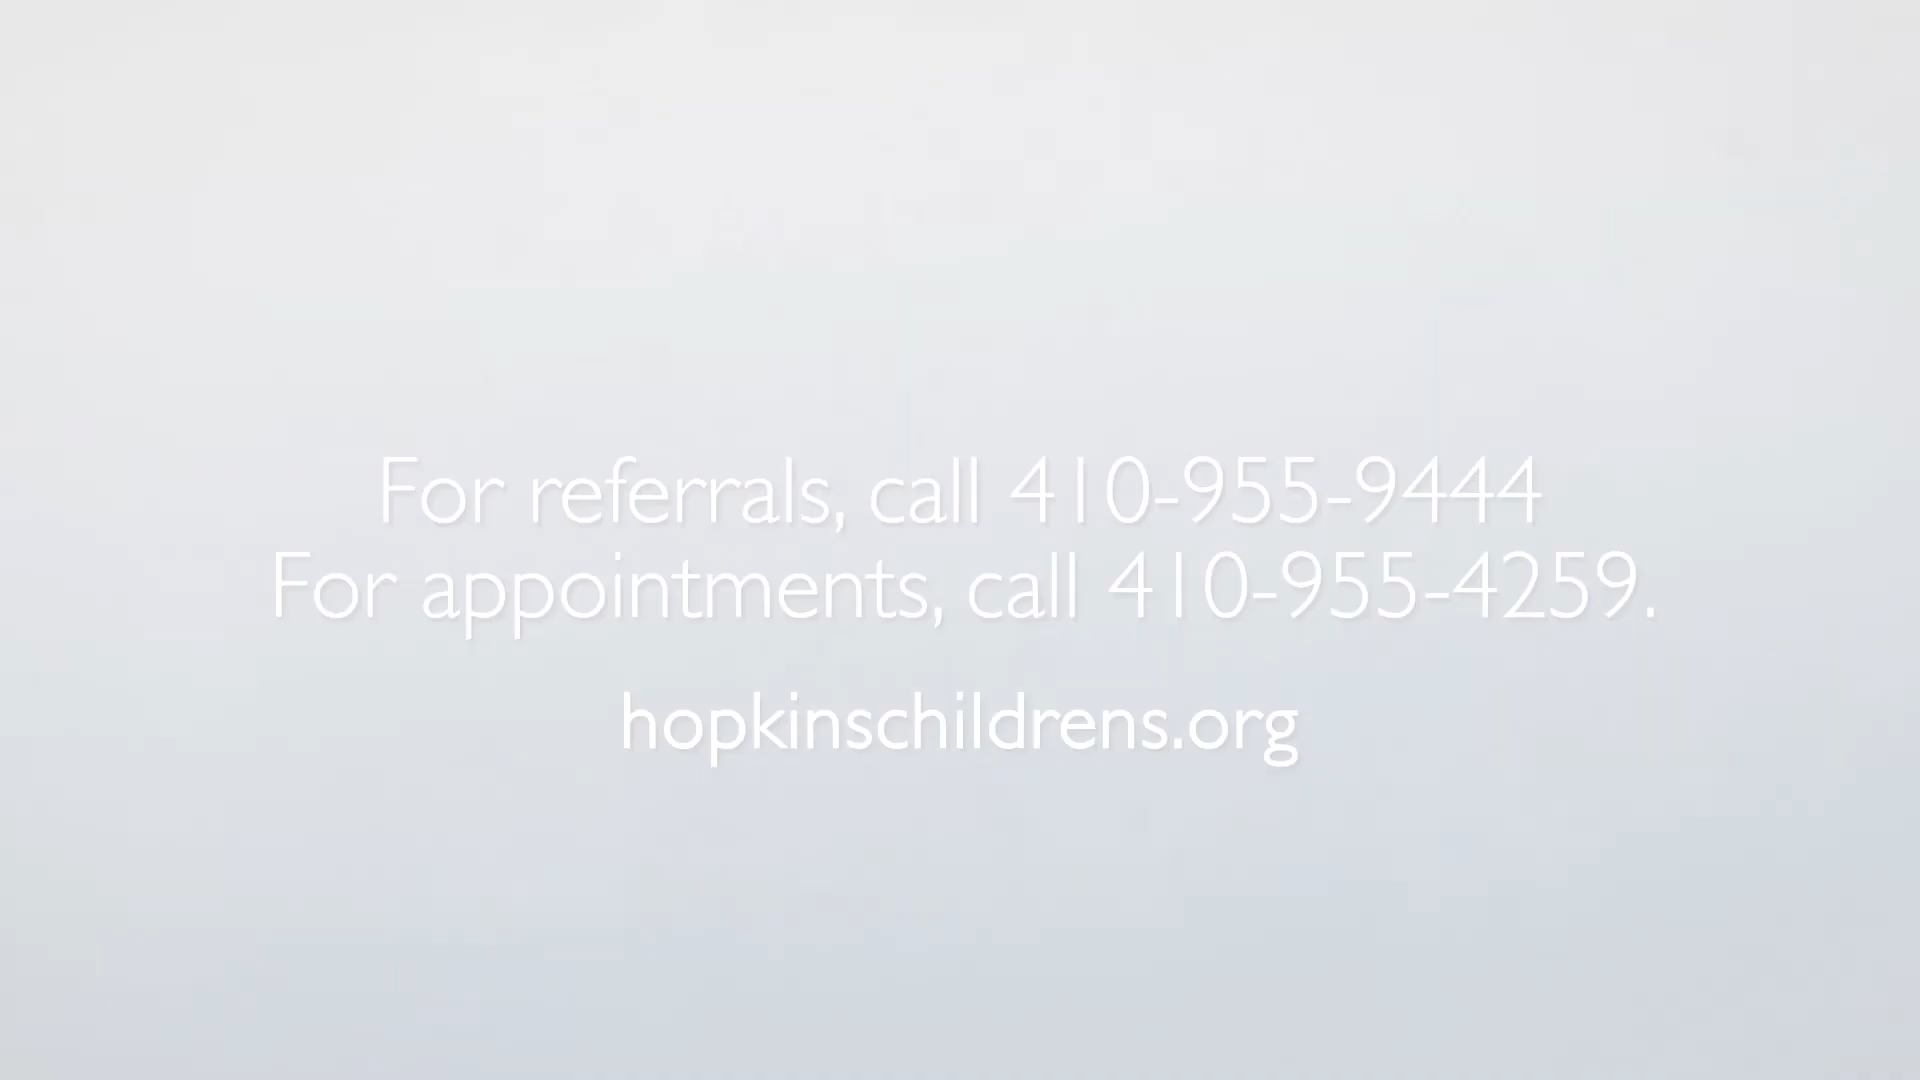 For referrals, call 410-955-9444
For appointments, call 410-955-4259.
hopkinschildrens.org